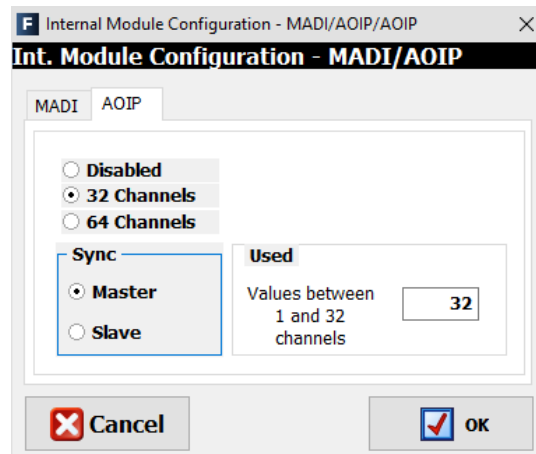 F Internal Module Configuration - MADI/AOIP/AOIP
Int. Module Configuration - MADI/AOIP
MADI AOIP
Disabled
32 Channels
64 Channels
Sync
Master
Slave
Used
Values between
1 and 32
channels
32
Cancel
OK